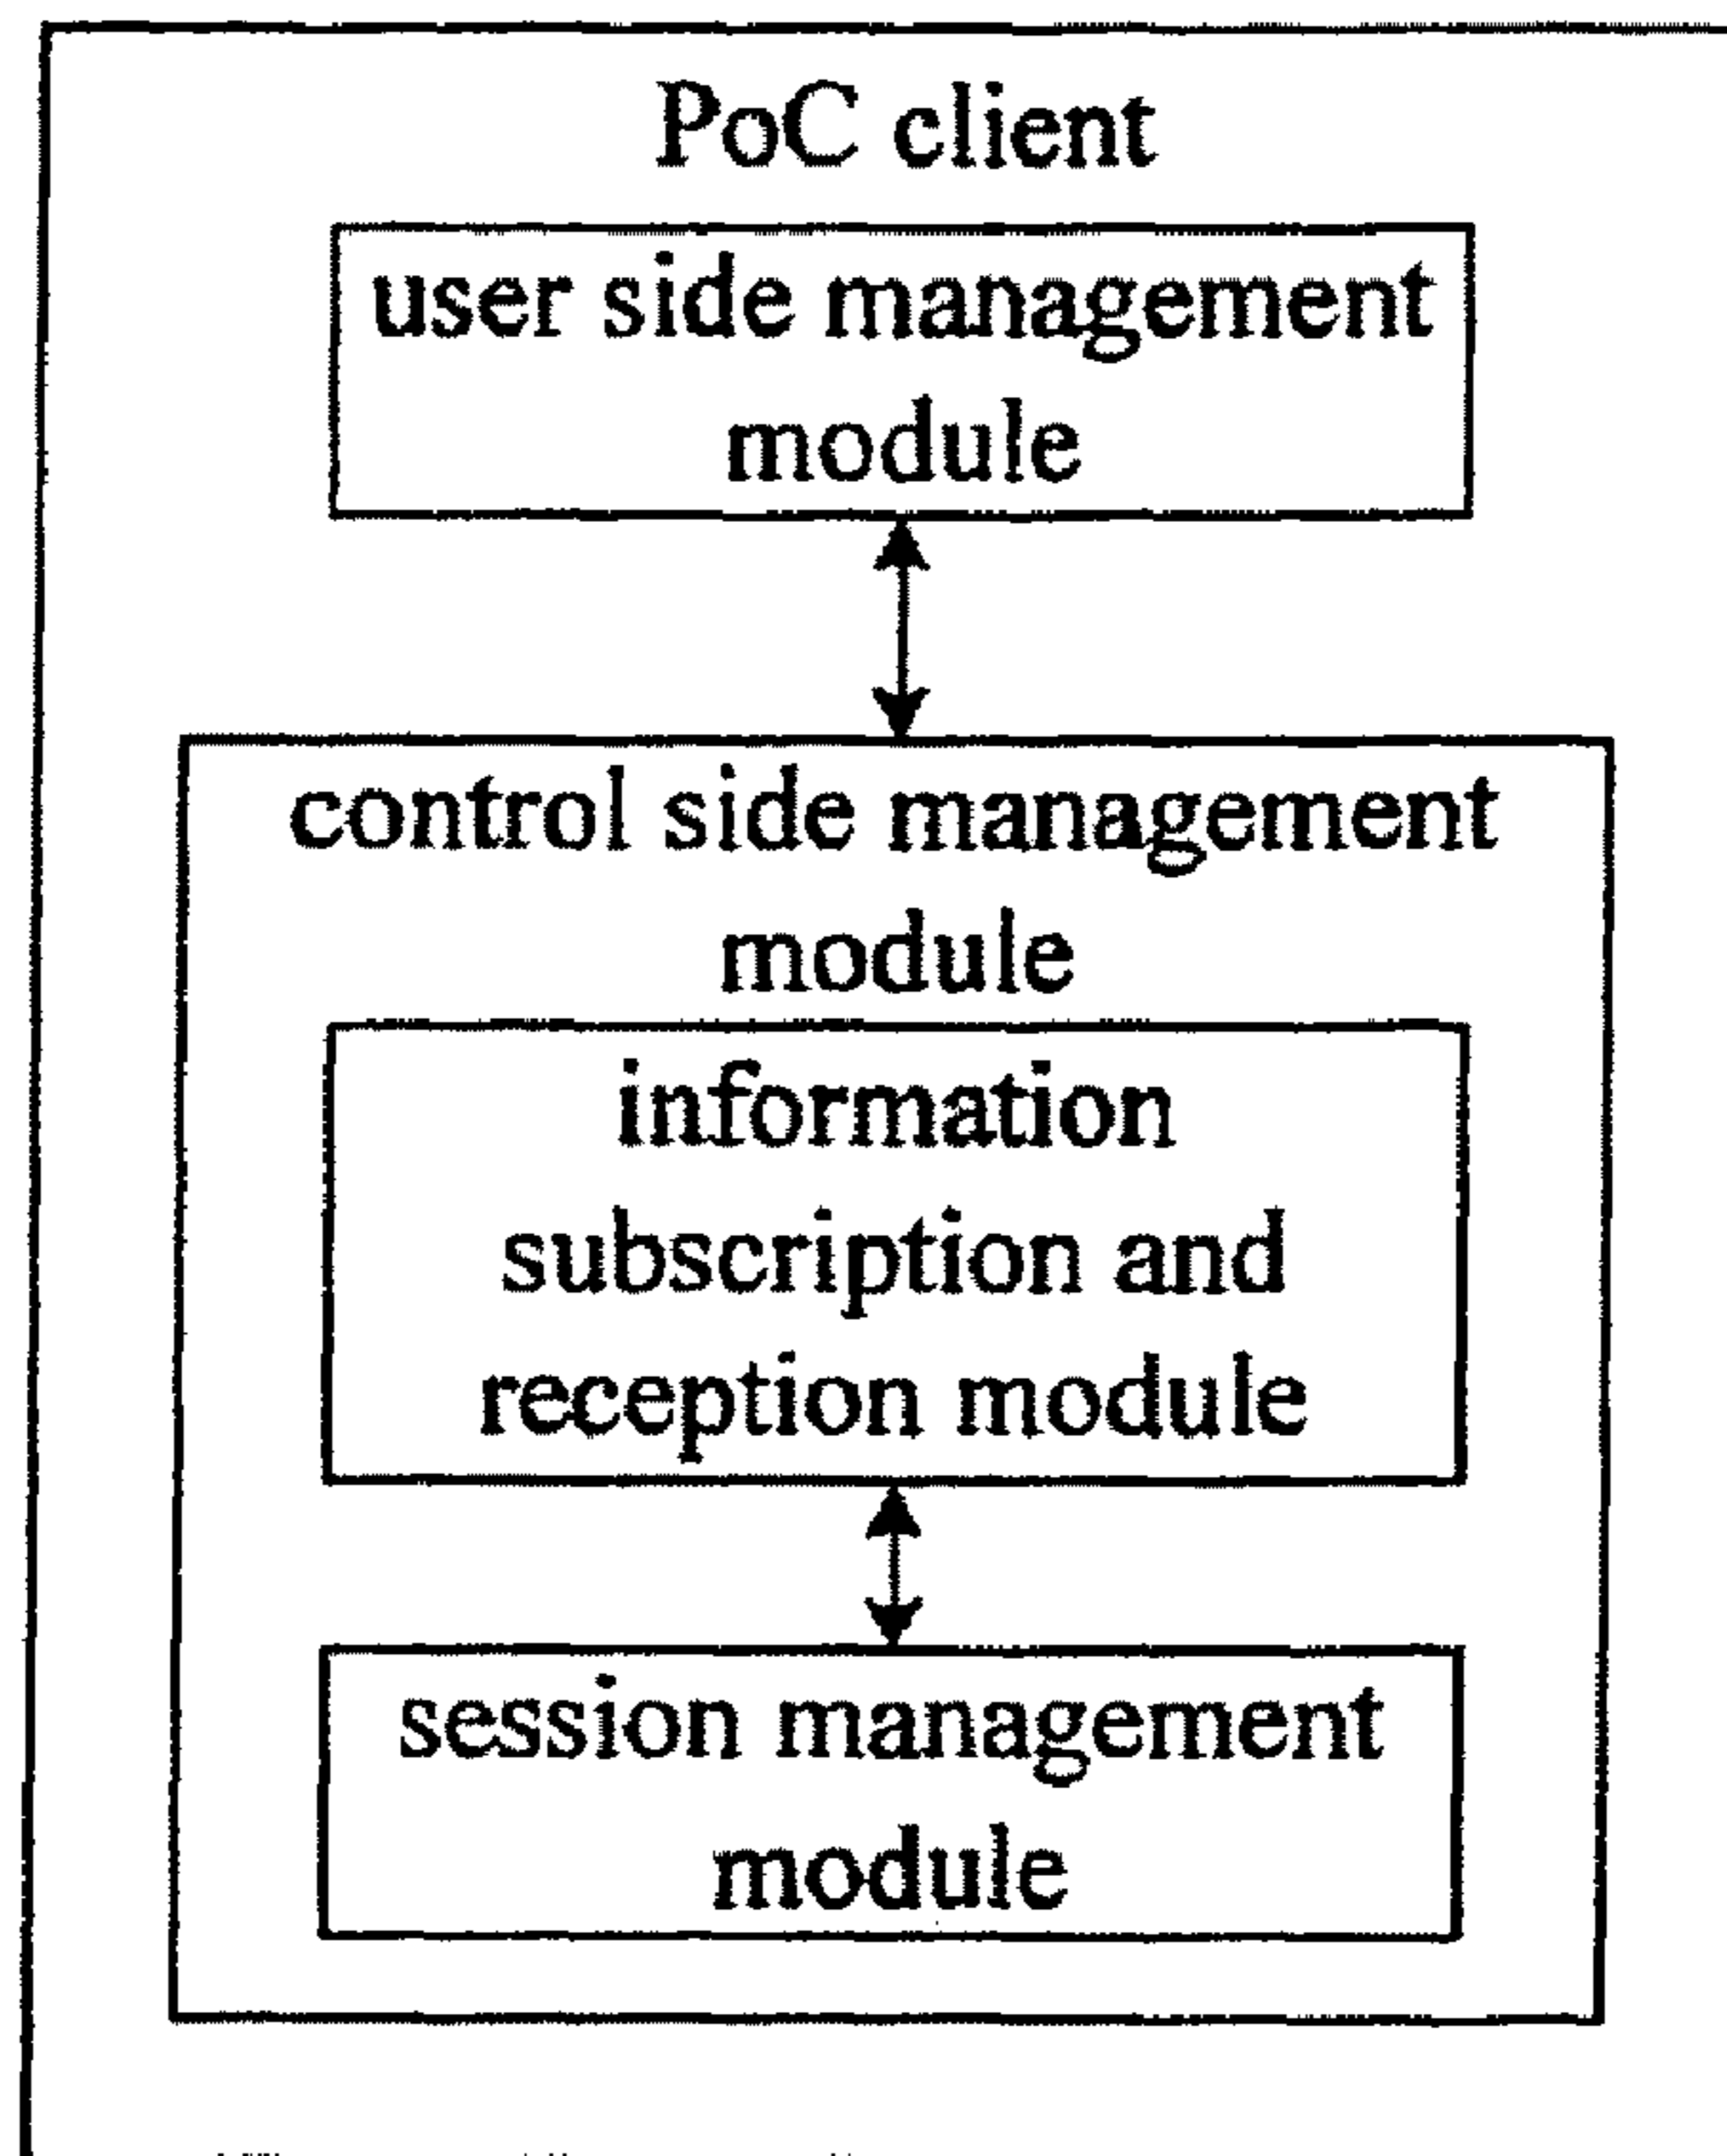 PoC client
user side management
module
control side management
module
information
subscription and
reception module
session management
module